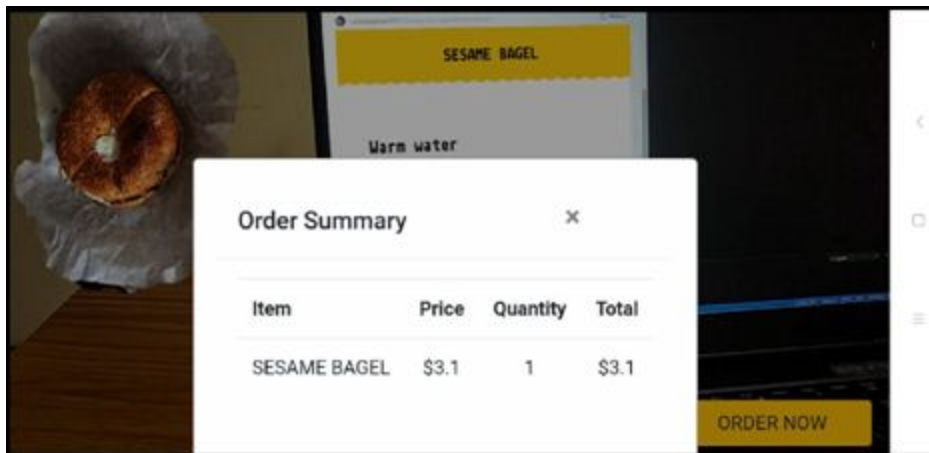 SESAME BAGEL
Warm water
Order Summary ×
Item Price Quantity Total
SESAME BAGEL $3.1 1 $3.1
ORDER NOW